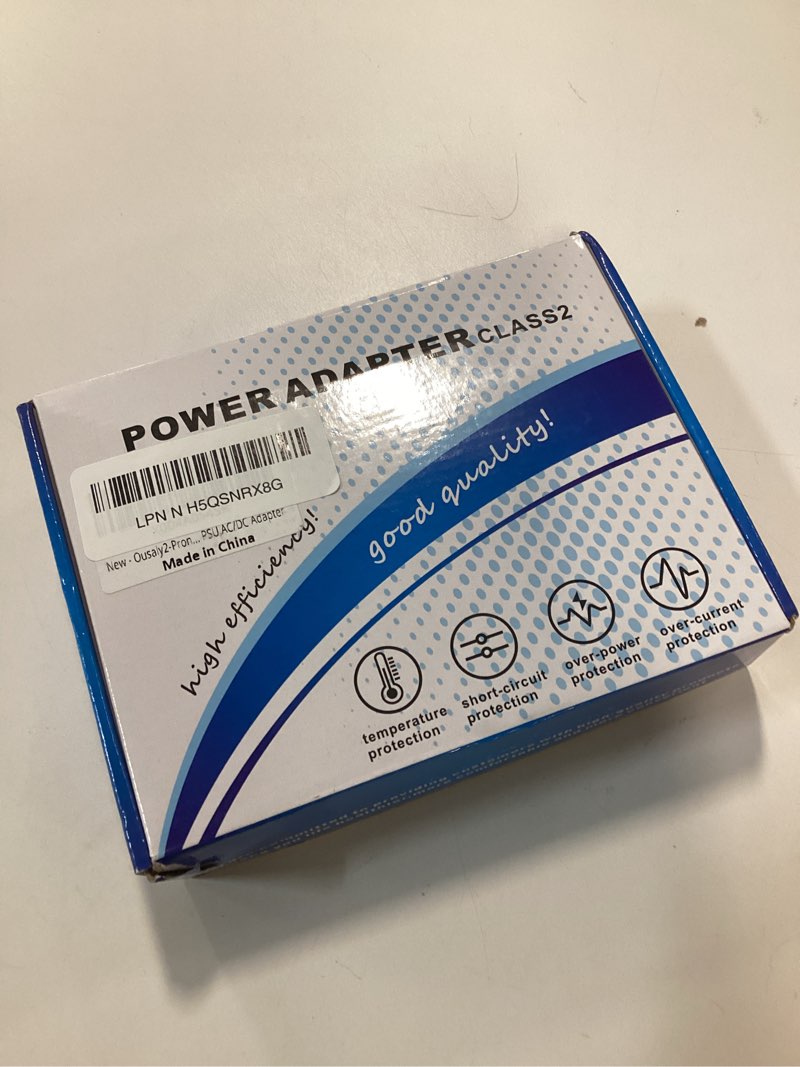 POWER ADAPTER CLASS2
LPN N H5QSNRX8G
New - Ousaly2-Pron... PSU,AC/DC Adapter
Made in China
high efficiency!
good quality!
temperature
protection
short-circuit
protection
over-power
protection
over-current
protection